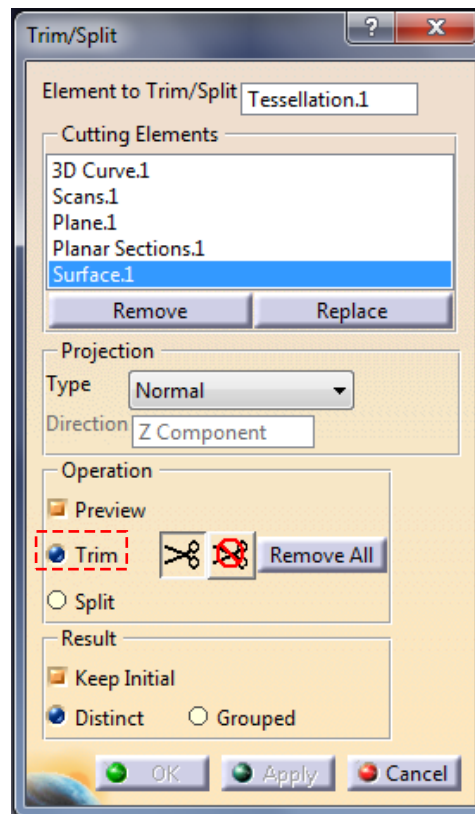 Trim/Split
?
X
Element to Trim/Split Tessellation.1
Cutting Elements
3D Curve.1
Scans.1
Plane.1
Planar Sections.1
Surface.1
Remove Replace
Projection
Type Normal
Direction Z Component
Operation
Preview
Trim Remove All
Split
Result
Keep Initial
Distinct Grouped
OK Apply Cancel